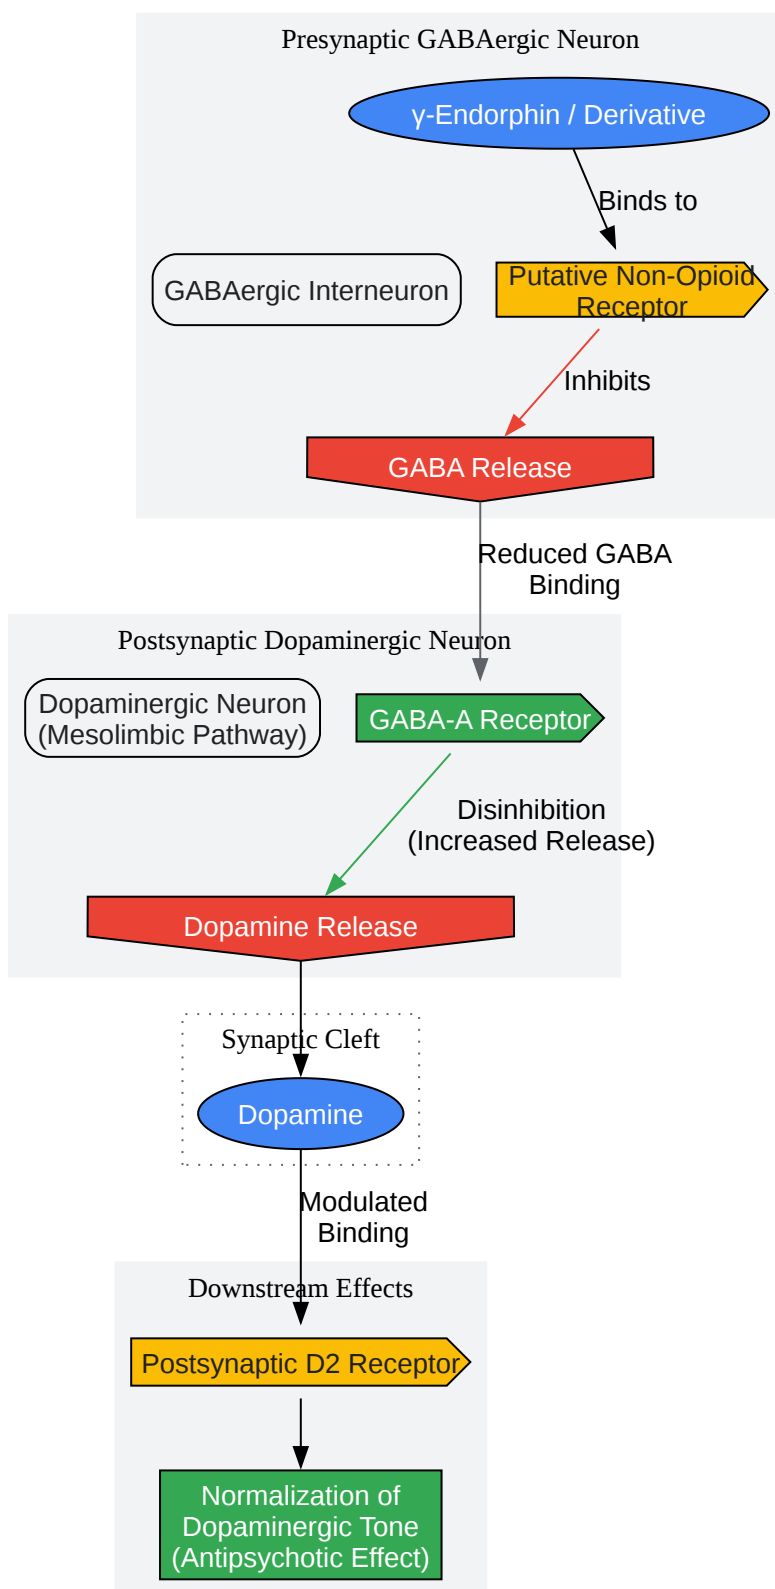 Presynaptic GABAergic Neuron
γ-Endorphin / Derivative
Binds to
GABAergic Interneuron
Putative Non-Opioid
Receptor
Inhibits
GABA Release
Reduced GABA
Binding
Postsynaptic Dopaminergic Neuron
Dopaminergic Neuron
(Mesolimbic Pathway)
GABA-A Receptor
Disinhibition
(Increased Release)
Dopamine Release
Synaptic Cleft
Dopamine
Modulated
Binding
Downstream Effects
Postsynaptic D2 Receptor
Normalization of
Dopaminergic Tone
(Antipsychotic Effect)